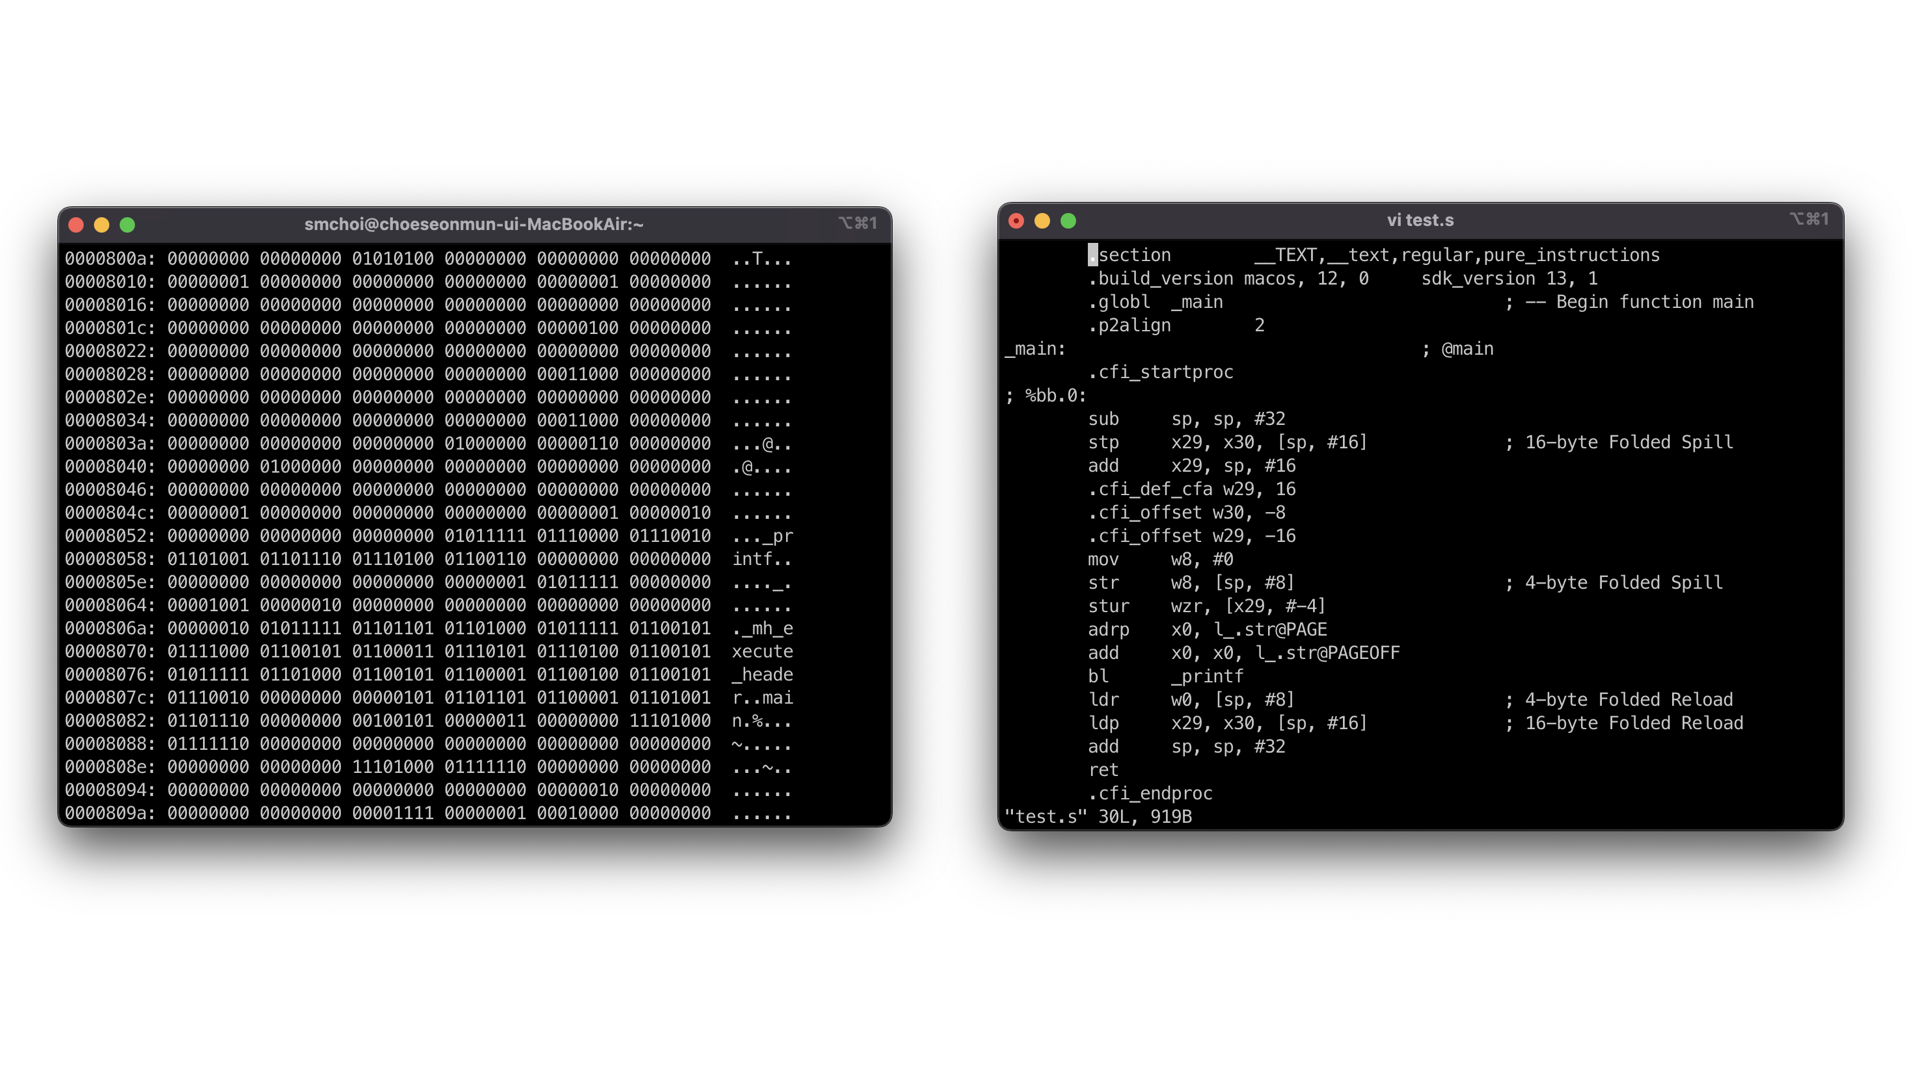 smchoi@choeseonmun-ui-MacBookAir:~ ⌥⌘1
0000800a: 00000000 00000000 01010100 00000000 00000000 00000000  ..T...
00008010: 00000001 00000000 00000000 00000000 00000001 00000000  ......
00008016: 00000000 00000000 00000000 00000000 00000000 00000000  ......
0000801c: 00000000 00000000 00000000 00000000 00000100 00000000  ......
00008022: 00000000 00000000 00000000 00000000 00000000 00000000  ......
00008028: 00000000 00000000 00000000 00000000 00011000 00000000  ......
0000802e: 00000000 00000000 00000000 00000000 00000000 00000000  ......
00008034: 00000000 00000000 00000000 00000000 00011000 00000000  ......
0000803a: 00000000 00000000 00000000 01000000 00000110 00000000  ...@..
00008040: 00000000 01000000 00000000 00000000 00000000 00000000  .@....
00008046: 00000000 00000000 00000000 00000000 00000000 00000000  ......
0000804c: 00000001 00000000 00000000 00000000 00000001 00000010  ......
00008052: 00000000 00000000 00000000 01011111 01110000 01110010  ..._pr
00008058: 01101001 01101110 01110100 01100110 00000000 00000000  intf..
0000805e: 00000000 00000000 00000000 00000001 01011111 00000000  ...._.
00008064: 00001001 00000010 00000000 00000000 00000000 00000000  ......
0000806a: 00000010 01011111 01101101 01101000 01011111 01100101  ._mh_e
00008070: 01111000 01100101 01100011 01110101 01110100 01100101  xecute
00008076: 01011111 01101000 01100101 01100001 01100100 01100101  _heade
0000807c: 01110010 00000000 00000101 01101101 01100001 01101001  r..mai
00008082: 01101110 00000000 00100101 00000011 00000000 11101000  n.%...
00008088: 01111110 00000000 00000000 00000000 00000000 00000000  ~.....
0000808e: 00000000 00000000 11101000 01111110 00000000 00000000  ...~..
00008094: 00000000 00000000 00000000 00000000 00000010 00000000  ......
0000809a: 00000000 00000000 00001111 00000001 00010000 00000000  ......
vi test.s ⌥⌘1
.section __TEXT,__text,regular,pure_instructions
.build_version macos, 12, 0 sdk_version 13, 1
.globl _main ; -- Begin function main
.p2align 2
_main: ; @main
.cfi_startproc
; %bb.0:
sub sp, sp, #32
stp x29, x30, [sp, #16] ; 16-byte Folded Spill
add x29, sp, #16
.cfi_def_cfa w29, 16
.cfi_offset w30, -8
.cfi_offset w29, -16
mov w8, #0
str w8, [sp, #8] ; 4-byte Folded Spill
stur wzr, [x29, #-4]
adrp x0, l_.str@PAGE
add x0, x0, l_.str@PAGEOFF
bl _printf
ldr w0, [sp, #8] ; 4-byte Folded Reload
ldp x29, x30, [sp, #16] ; 16-byte Folded Reload
add sp, sp, #32
ret
.cfi_endproc
"test.s" 30L, 919B